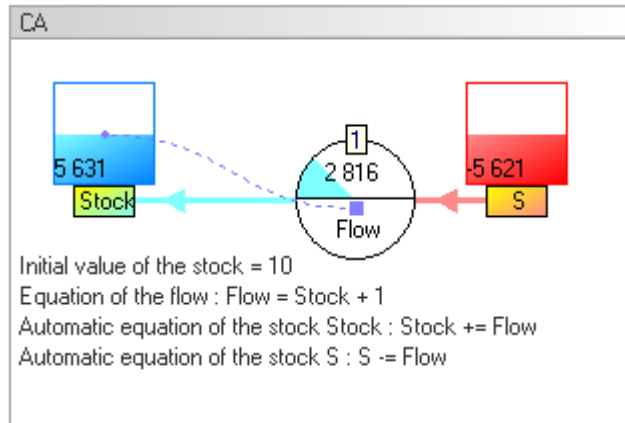 CA
1
5 631
2 816
-5 621
Stock
S
Flow
Initial value of the stock = 10
Equation of the flow : Flow = Stock + 1
Automatic equation of the stock Stock : Stock += Flow
Automatic equation of the stock S : S -= Flow